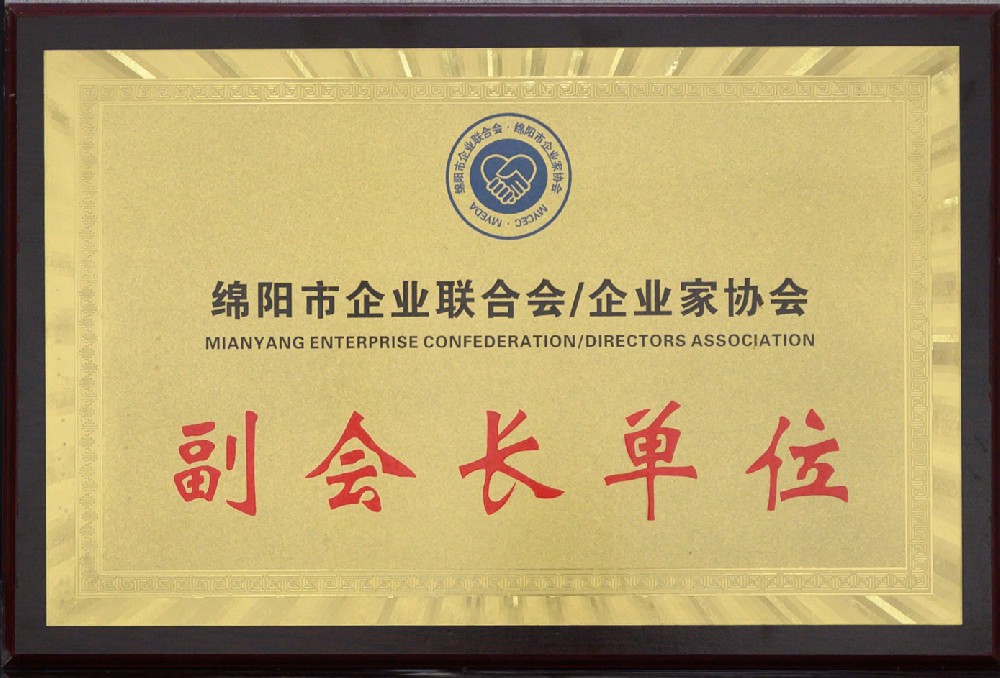 绵阳市企业联合会·绵阳市企业家协会
MYCEC · MYEDA
绵阳市企业联合会/企业家协会
MIANYANG ENTERPRISE CONFEDERATION/DIRECTORS ASSOCIATION
副会长单位